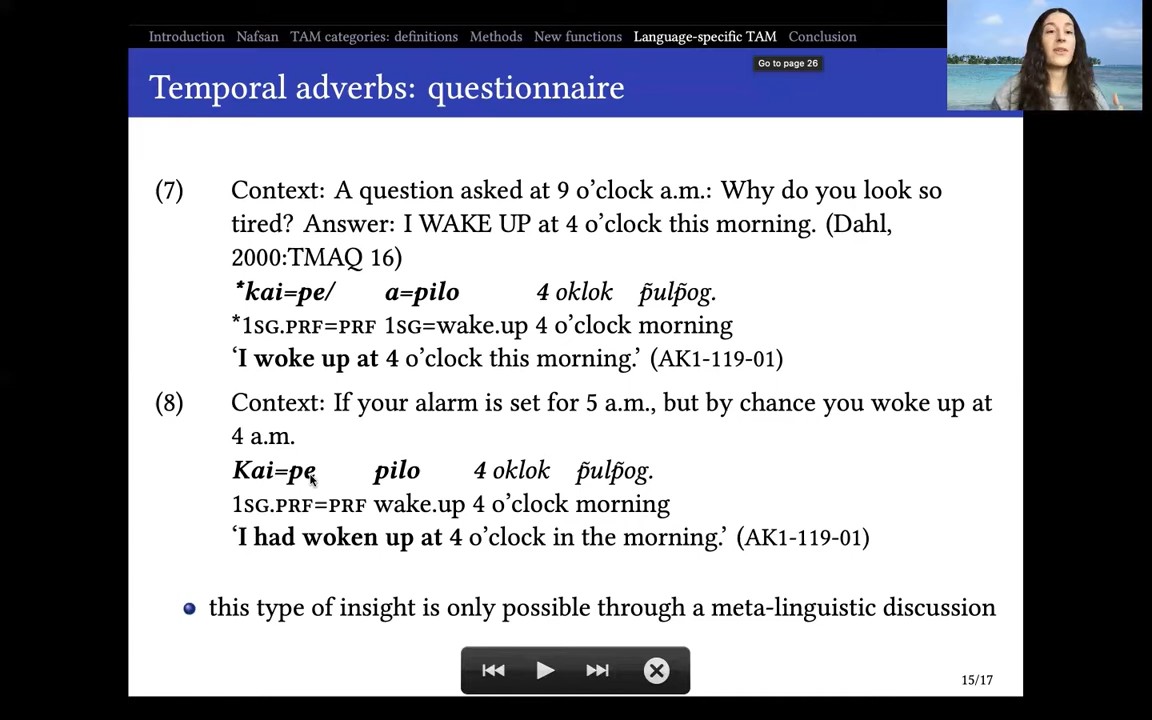 Introduction Nafsan TAM categories: definitions Methods New functions Language-specific TAM Conclusion
Go to page 26
Temporal adverbs: questionnaire
(7) Context: A question asked at 9 o’clock a.m.: Why do you look so
tired? Answer: I WAKE UP at 4 o’clock this morning. (Dahl,
2000:TMAQ 16)
*kai=pe/ a=pilo 4 oklok p̃ulp̃og.
*1SG.PRF=PRF 1SG=wake.up 4 o’clock morning
‘I woke up at 4 o’clock this morning.’ (AK1-119-01)
(8) Context: If your alarm is set for 5 a.m., but by chance you woke up at
4 a.m.
Kai=pe pilo 4 oklok p̃ulp̃og.
1SG.PRF=PRF wake.up 4 o’clock morning
‘I had woken up at 4 o’clock in the morning.’ (AK1-119-01)
this type of insight is only possible through a meta-linguistic discussion
15/17